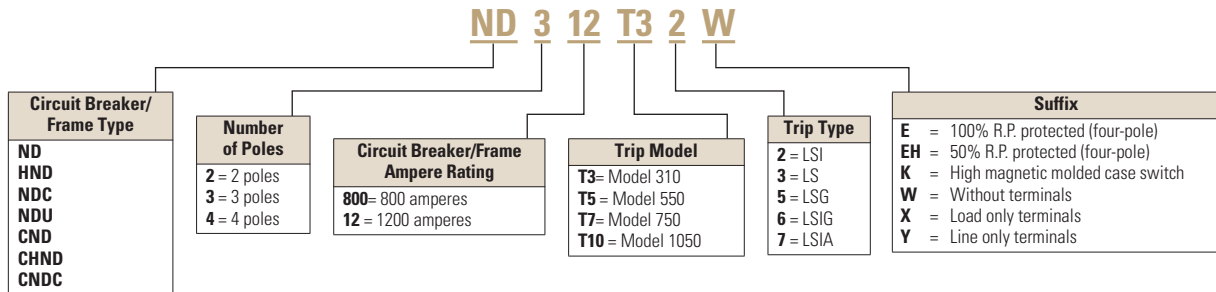 ND 3 12 T3 2 W
Circuit Breaker/
Frame Type
ND
HND
NDC
NDU
CND
CHND
CNDC
Number
of Poles
2 = 2 poles
3 = 3 poles
4 = 4 poles
Circuit Breaker/Frame
Ampere Rating
800= 800 amperes
12 = 1200 amperes
Trip Model
T3= Model 310
T5 = Model 550
T7= Model 750
T10 = Model 1050
Trip Type
2 = LSI
3 = LS
5 = LSG
6 = LSIG
7 = LSIA
Suffix
E = 100% R.P. protected (four-pole)
EH = 50% R.P. protected (four-pole)
K = High magnetic molded case switch
W = Without terminals
X = Load only terminals
Y = Line only terminals